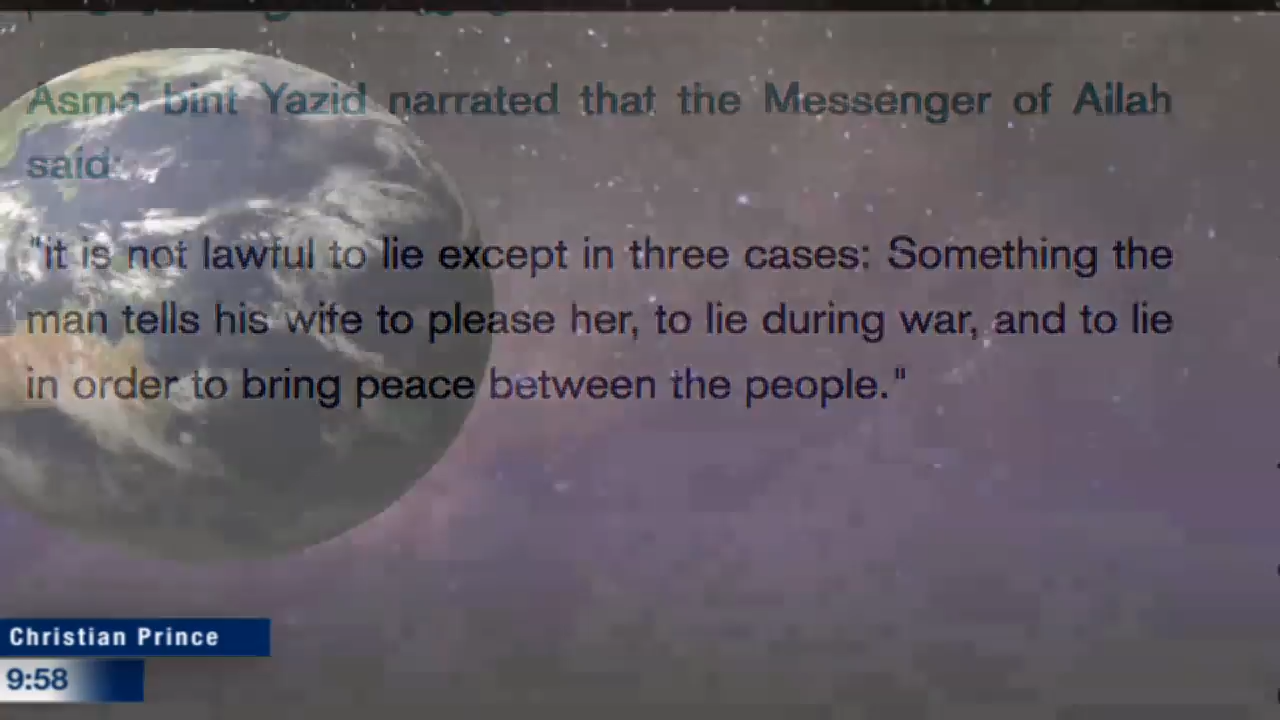 Asma bint Yazid narrated that the Messenger of Allah
said:
"it is not lawful to lie except in three cases: Something the
man tells his wife to please her, to lie during war, and to lie
in order to bring peace between the people."
Christian Prince
9:58